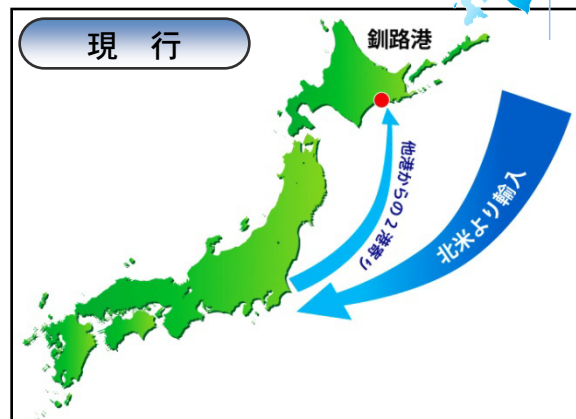 現 行
釧路港
他港からの2港寄り
北米より輸入